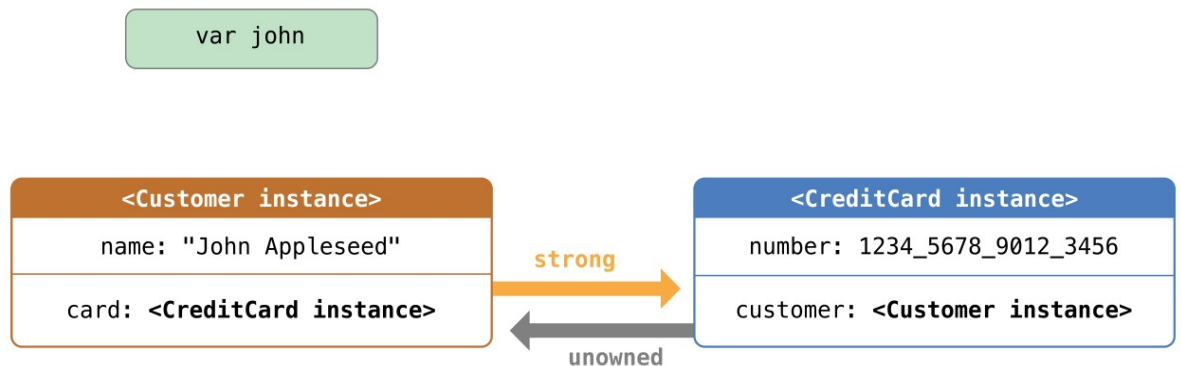 var john
<Customer instance>
name: "John Appleseed"
card: <CreditCard instance>
strong
unowned
<CreditCard instance>
number: 1234_5678_9012_3456
customer: <Customer instance>